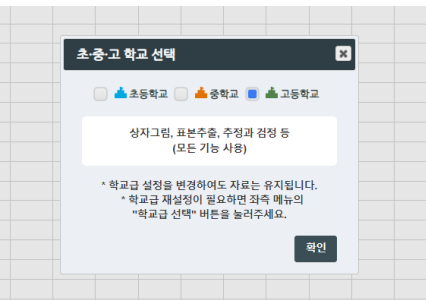 초·중·고 학교 선택
초등학교 중학교 고등학교
상자그림, 표본추출, 추정과 검정 등
(모든 기능 사용)
* 학교급 설정을 변경하여도 자료는 유지됩니다.
* 학교급 재설정이 필요하면 좌측 메뉴의
"학교급 선택" 버튼을 눌러주세요.
확인